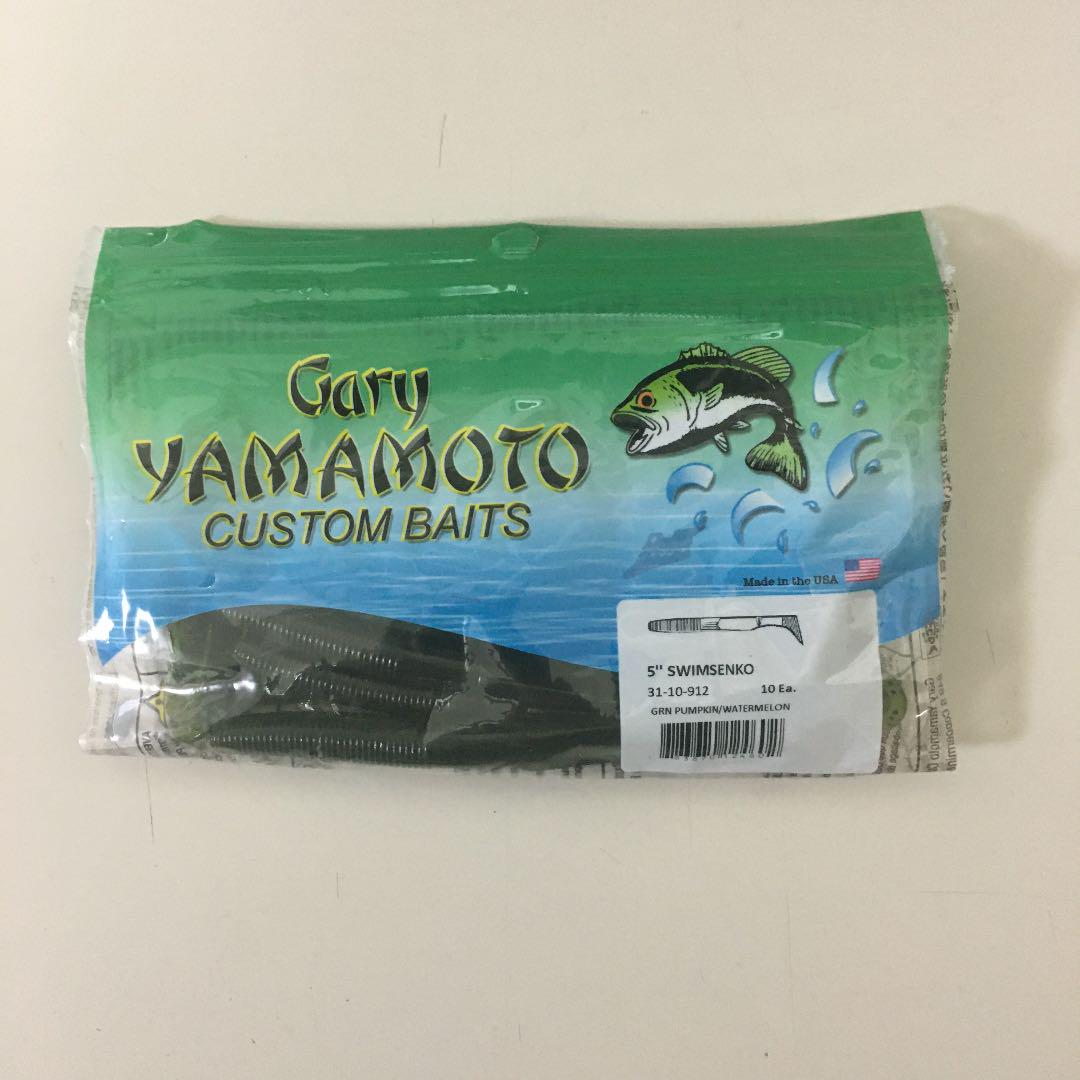 Gary
YAMAMOTO
CUSTOM BAITS
Made in the USA
5" SWIMSENKO
31-10-912 10 Ea.
GRN PUMPKIN/WATERMELON